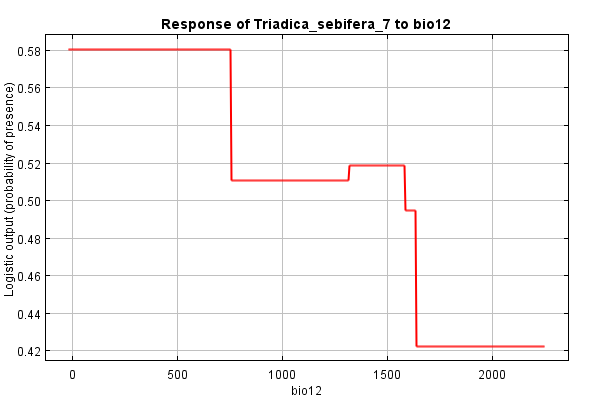 Response of Triadica_sebifera_7 to bio12
Logistic output (probability of presence)
0.58
0.56
0.54
0.52
0.50
0.48
0.46
0.44
0.42
0 500 1000 1500 2000
bio12